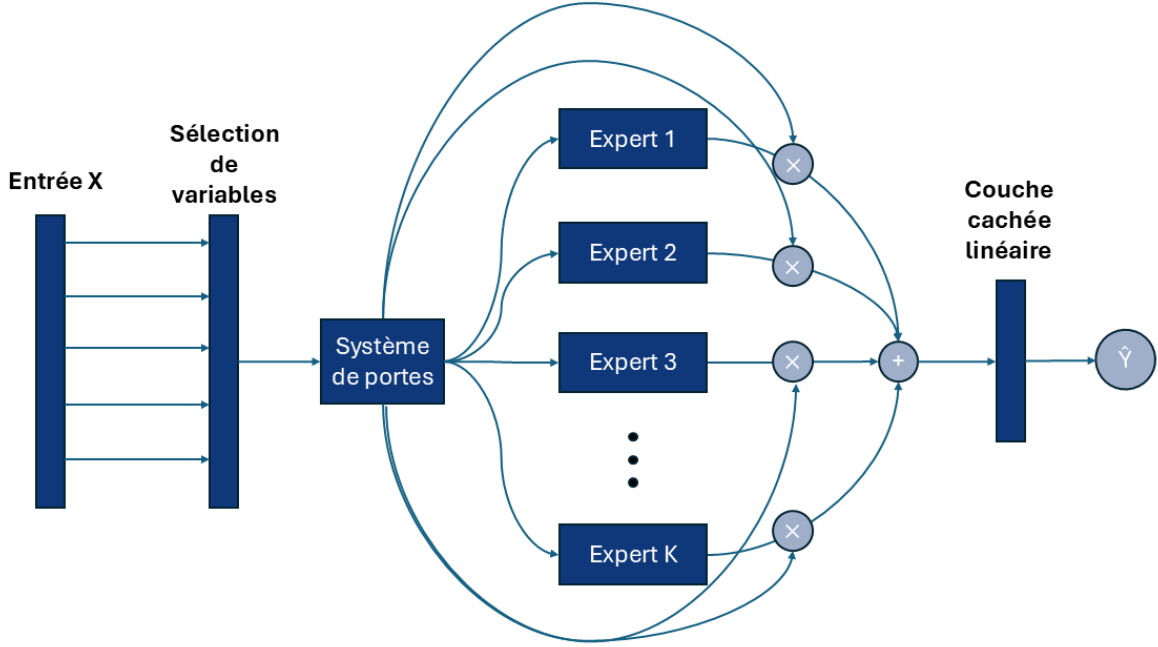 Entrée X
Sélection
de
variables
Système
de portes
Expert 1
×
Expert 2
×
Expert 3
×
+
Expert K
×
Couche
cachée
linéaire
Ŷ